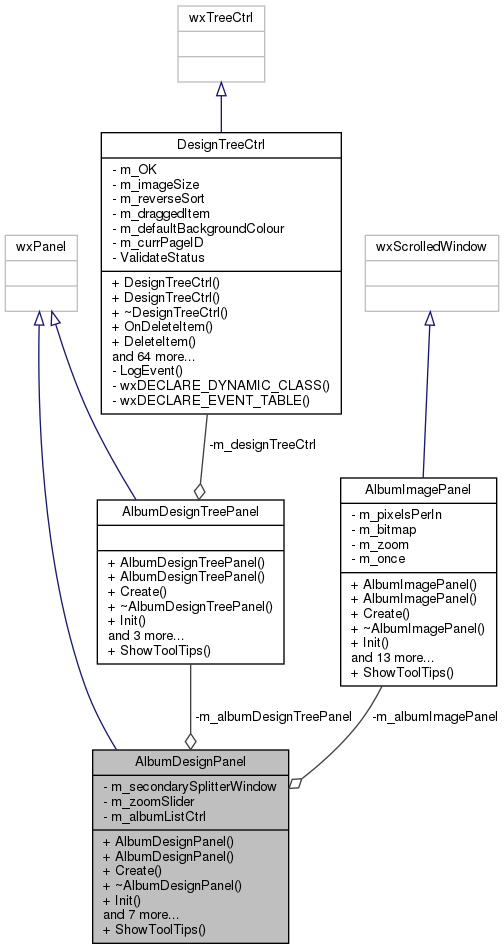 wxTreeCtrl
DesignTreeCtrl
- m_OK
- m_imageSize
- m_reverseSort
- m_draggedItem
- m_defaultBackgroundColour
- m_currPageID
- ValidateStatus
+ DesignTreeCtrl()
+ DesignTreeCtrl()
+ ~DesignTreeCtrl()
+ OnDeleteItem()
+ DeleteItem()
and 64 more...
- LogEvent()
- wxDECLARE_DYNAMIC_CLASS()
- wxDECLARE_EVENT_TABLE()
wxPanel
wxScrolledWindow
-m_designTreeCtrl
AlbumDesignTreePanel
+ AlbumDesignTreePanel()
+ AlbumDesignTreePanel()
+ Create()
+ ~AlbumDesignTreePanel()
+ Init()
and 3 more...
+ ShowToolTips()
AlbumImagePanel
- m_pixelsPerIn
- m_bitmap
- m_zoom
- m_once
+ AlbumImagePanel()
+ AlbumImagePanel()
+ Create()
+ ~AlbumImagePanel()
+ Init()
and 13 more...
+ ShowToolTips()
-m_albumDesignTreePanel
-m_albumImagePanel
AlbumDesignPanel
- m_secondarySplitterWindow
- m_zoomSlider
- m_albumListCtrl
+ AlbumDesignPanel()
+ AlbumDesignPanel()
+ Create()
+ ~AlbumDesignPanel()
+ Init()
and 7 more...
+ ShowToolTips()